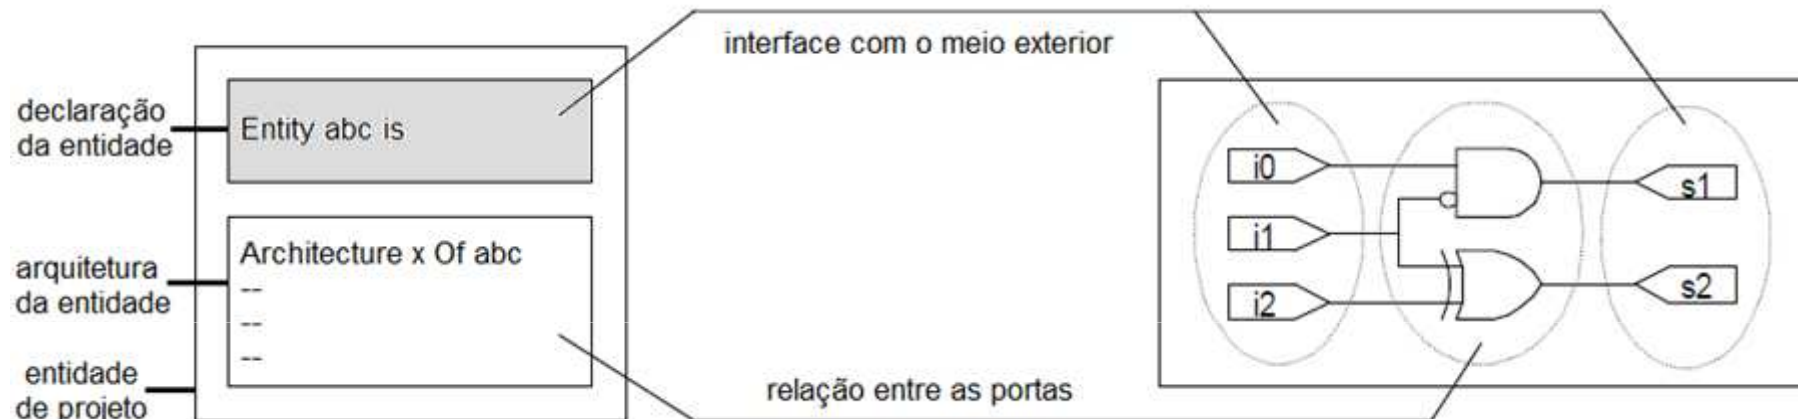 interface com o meio exterior
declaração
da entidade
Entity abc is
arquitetura
da entidade
Architecture x Of abc
--
--
--
entidade
de projeto
relação entre as portas
i0
i1
i2
s1
s2